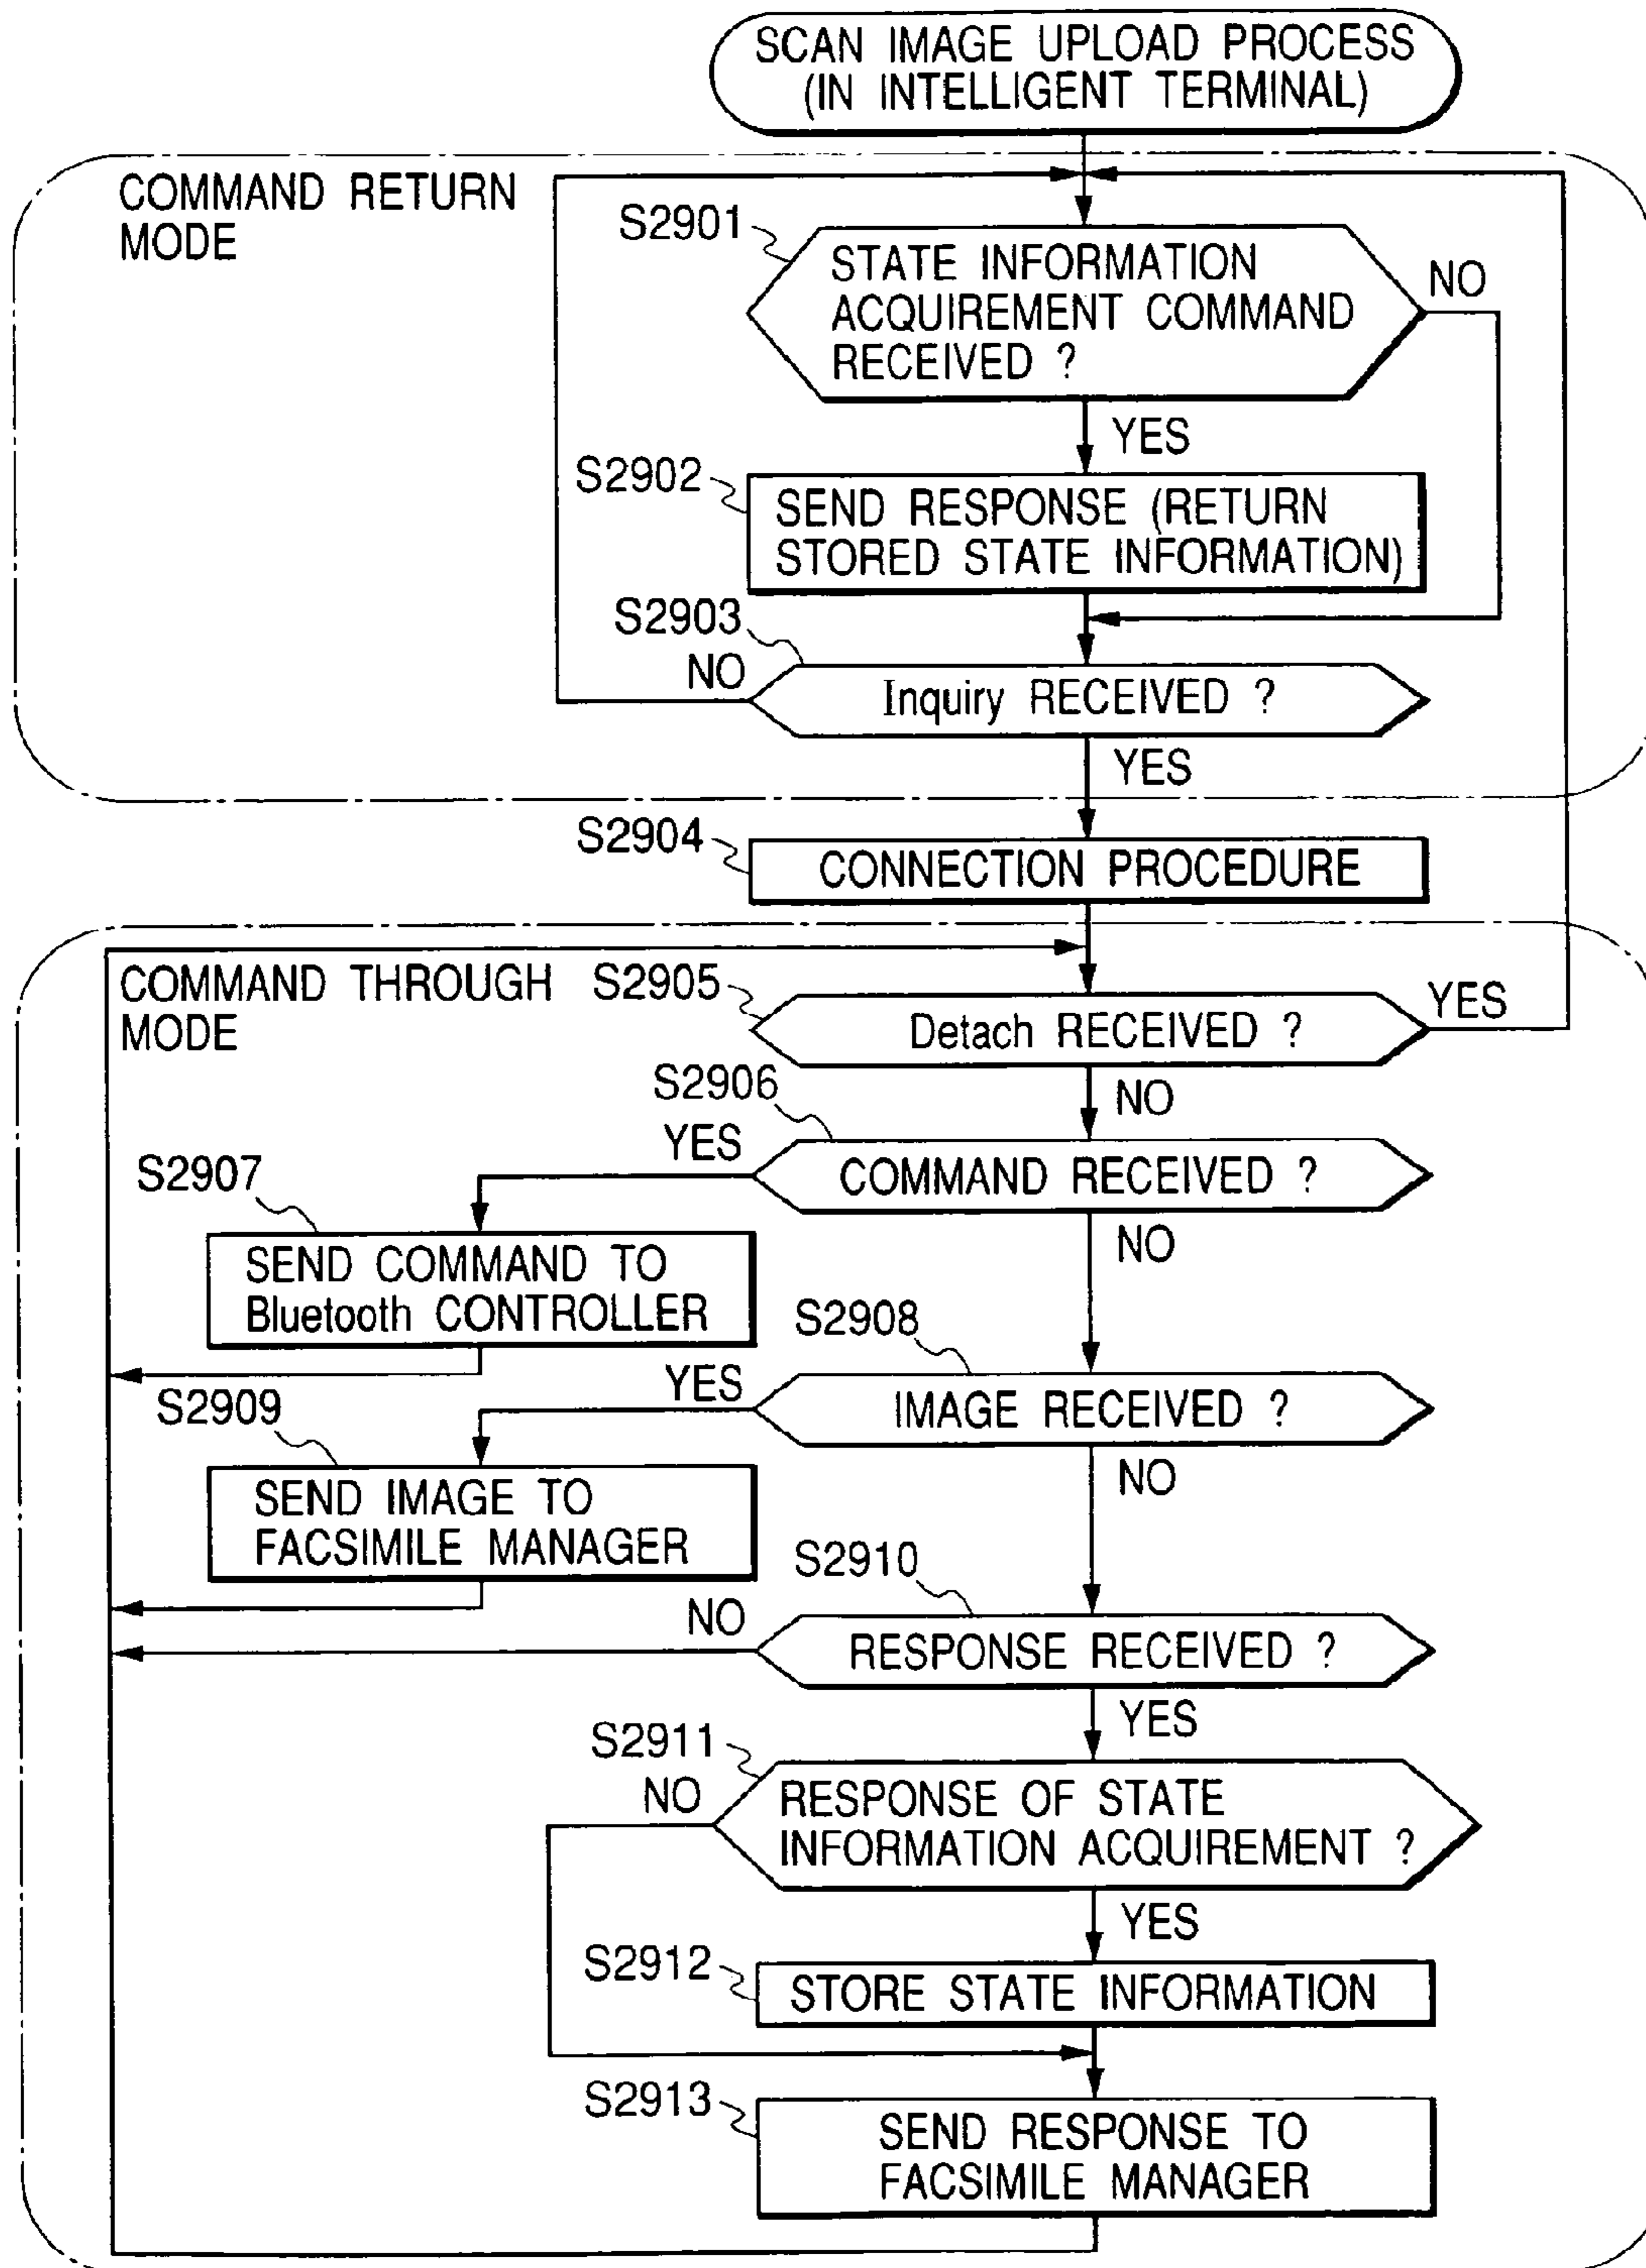 SCAN IMAGE UPLOAD PROCESS
(IN INTELLIGENT TERMINAL)
COMMAND RETURN
MODE
S2901
STATE INFORMATION
ACQUIREMENT COMMAND
RECEIVED ?
NO
YES
S2902
SEND RESPONSE (RETURN
STORED STATE INFORMATION)
S2903
NO
Inquiry RECEIVED ?
YES
S2904
CONNECTION PROCEDURE
COMMAND THROUGH
MODE
S2905
Detach RECEIVED ?
YES
NO
S2906
YES
COMMAND RECEIVED ?
NO
S2907
SEND COMMAND TO
Bluetooth CONTROLLER
S2908
YES
IMAGE RECEIVED ?
NO
S2909
SEND IMAGE TO
FACSIMILE MANAGER
S2910
NO
RESPONSE RECEIVED ?
YES
S2911
NO
RESPONSE OF STATE
INFORMATION ACQUIREMENT ?
YES
S2912
STORE STATE INFORMATION
S2913
SEND RESPONSE TO
FACSIMILE MANAGER